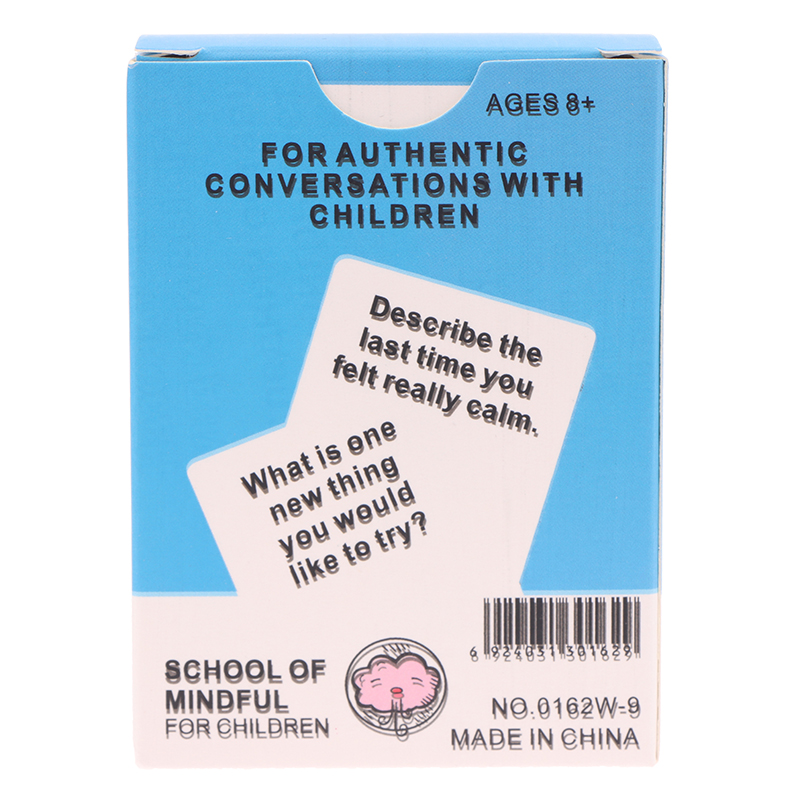 AGES 8+
FOR AUTHENTIC
CONVERSATIONS WITH
CHILDREN
Describe the
last time you
felt really calm.
What is one
new thing
you would
like to try?
6 924031 301629
SCHOOL OF
MINDFUL
FOR CHILDREN
NO.0162W-9
MADE IN CHINA